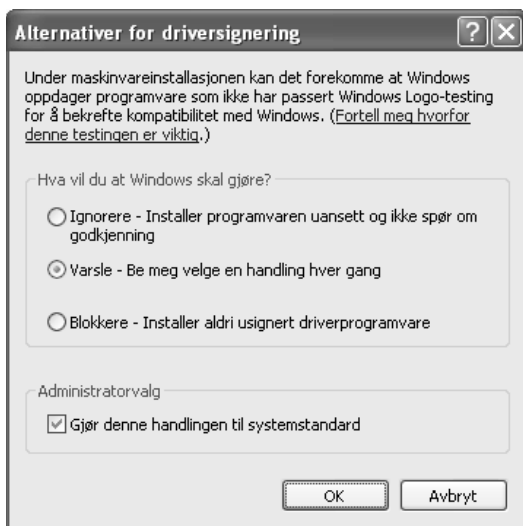 Alternativer for driversignering
Under maskinvareinstallasjonen kan det forekomme at Windows
oppdager programvare som ikke har passert Windows Logo-testing
for å bekrefte kompatibilitet med Windows. (Fortell meg hvorfor
denne testingen er viktig.)
Hva vil du at Windows skal gjøre?
Ignorere - Installer programvaren uansett og ikke spør om
godkjenning
Varsle - Be meg velge en handling hver gang
Blokkere - Installer aldri usignert driverprogramvare
Administratorvalg
Gjør denne handlingen til systemstandard
OK
Avbryt